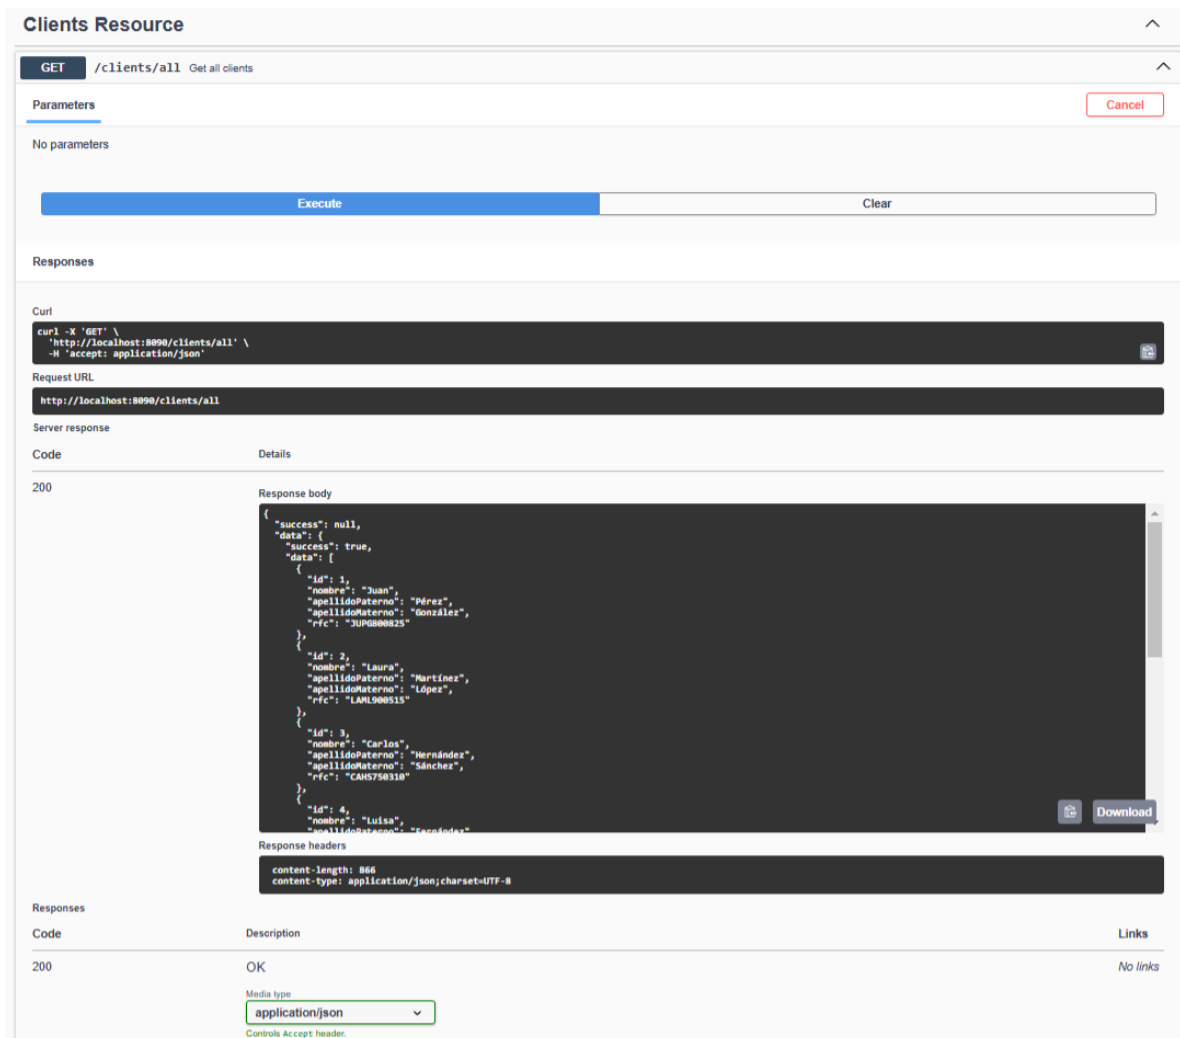 Clients Resource
GET /clients/all Get all clients
Parameters
Cancel
No parameters
Execute
Clear
Responses
Curl
curl -X 'GET' \
'http://localhost:8090/clients/all' \
-H 'accept: application/json'
Request URL
http://localhost:8090/clients/all
Server response
Code Details
200
Response body
{
"success": null,
"data": {
"success": true,
"data": [
{
"id": 1,
"nombre": "Juan",
"apellidoPaterno": "Pérez",
"apellidoMaterno": "González",
"rfc": "JUPG800825"
},
{
"id": 2,
"nombre": "Laura",
"apellidoPaterno": "Martínez",
"apellidoMaterno": "López",
"rfc": "LAML900515"
},
{
"id": 3,
"nombre": "Carlos",
"apellidoPaterno": "Hernández",
"apellidoMaterno": "Sánchez",
"rfc": "CAHS750310"
},
{
"id": 4,
"nombre": "Luisa",
"apellidoPaterno": "Fernández"
Download
Response headers
content-length: 866
content-type: application/json;charset=UTF-8
Responses
Code Description Links
200 OK No links
Media type
application/json
Controls Accept header.